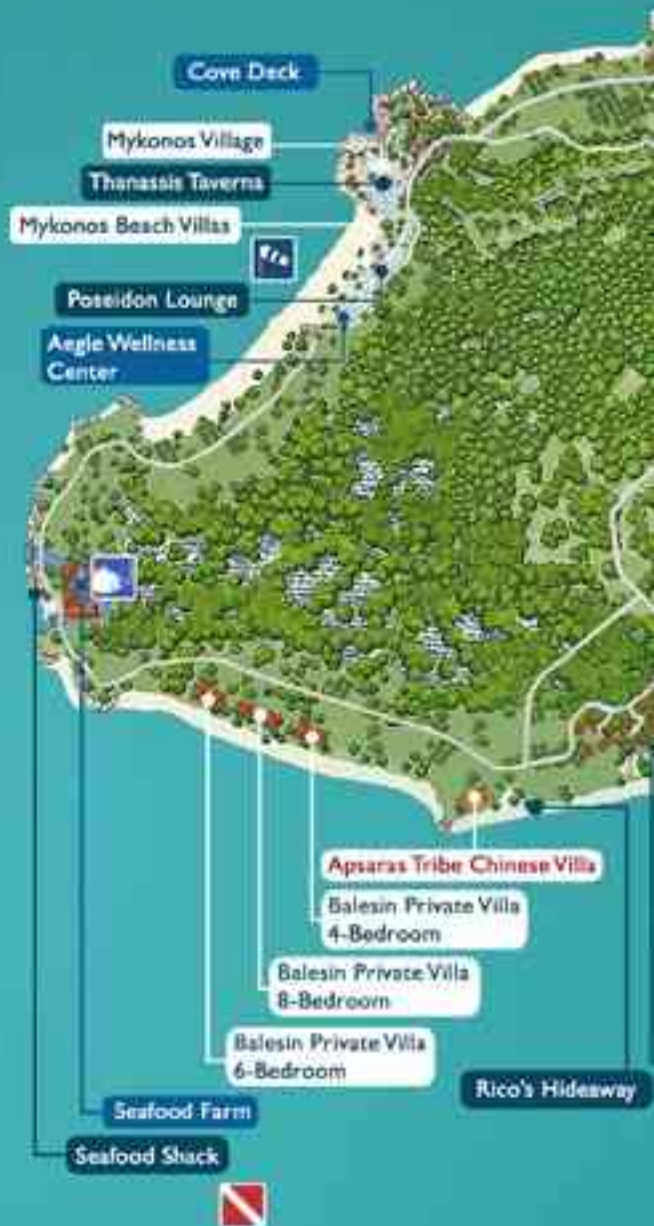 Cove Deck
Mykonos Village
Thanassis Taverna
Mykonos Beach Villas
Poseidon Lounge
Aegle Wellness
Center
Apsaras Tribe Chinese Villa
Balesin Private Villa
4-Bedroom
Balesin Private Villa
8-Bedroom
Balesin Private Villa
6-Bedroom
Rico's Hideaway
Seafood Farm
Seafood Shack